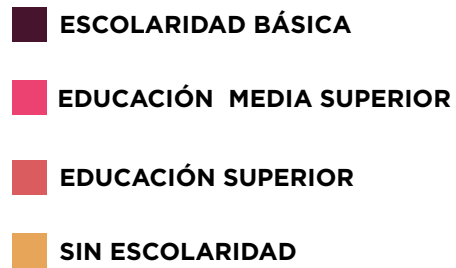 ESCOLARIDAD BÁSICA
EDUCACIÓN MEDIA SUPERIOR
EDUCACIÓN SUPERIOR
SIN ESCOLARIDAD